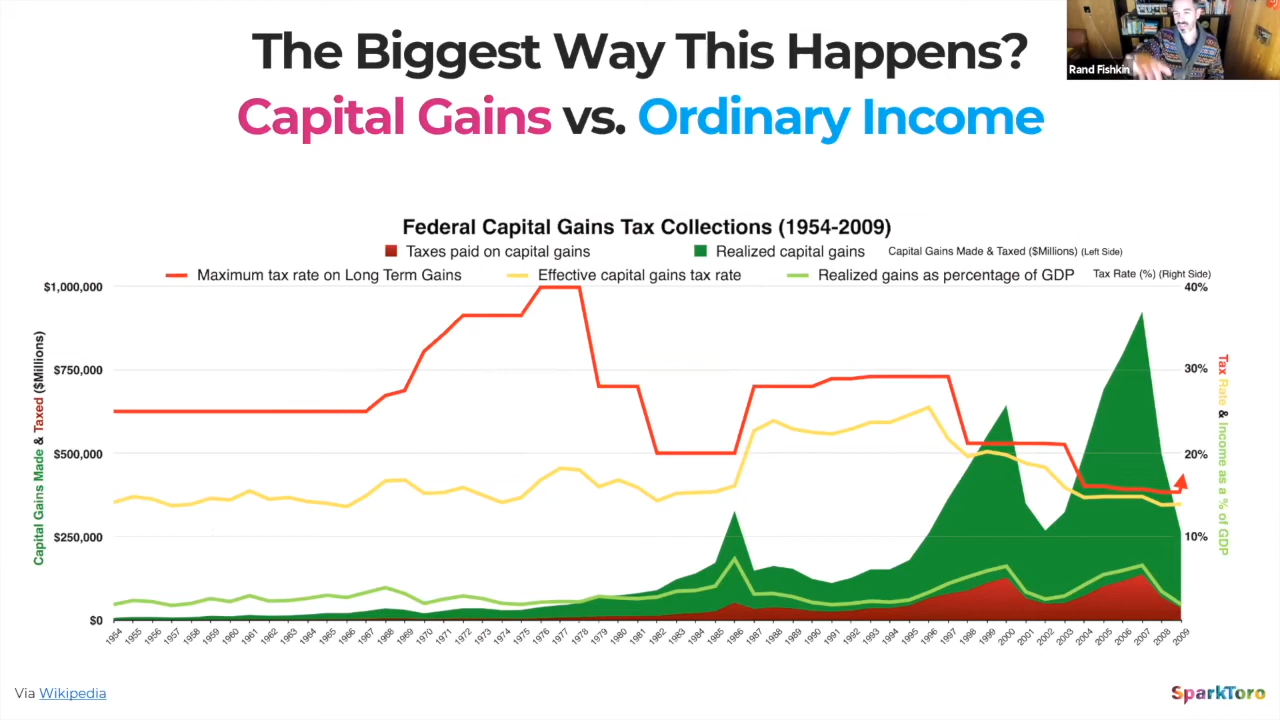 The Biggest Way This Happens?
Capital Gains vs. Ordinary Income
Rand Fishkin
Federal Capital Gains Tax Collections (1954-2009)
Taxes paid on capital gains
Realized capital gains
Capital Gains Made & Taxed ($Millions) (Left Side)
Maximum tax rate on Long Term Gains
Effective capital gains tax rate
Realized gains as percentage of GDP
Tax Rate (%) (Right Side)
Capital Gains Made & Taxed ($Millions)
$1,000,000
$750,000
$500,000
$250,000
$0
40%
30%
20%
10%
Tax Rate & Income as a % of GDP
1954 1955 1956 1957 1958 1959 1960 1961 1962 1963 1964 1965 1966 1967 1968 1969 1970 1971 1972 1973 1974 1975 1976 1977 1978 1979 1980 1981 1982 1983 1984 1985 1986 1987 1988 1989 1990 1991 1992 1993 1994 1995 1996 1997 1998 1999 2000 2001 2002 2003 2004 2005 2006 2007 2008 2009
Via Wikipedia
SparkToro